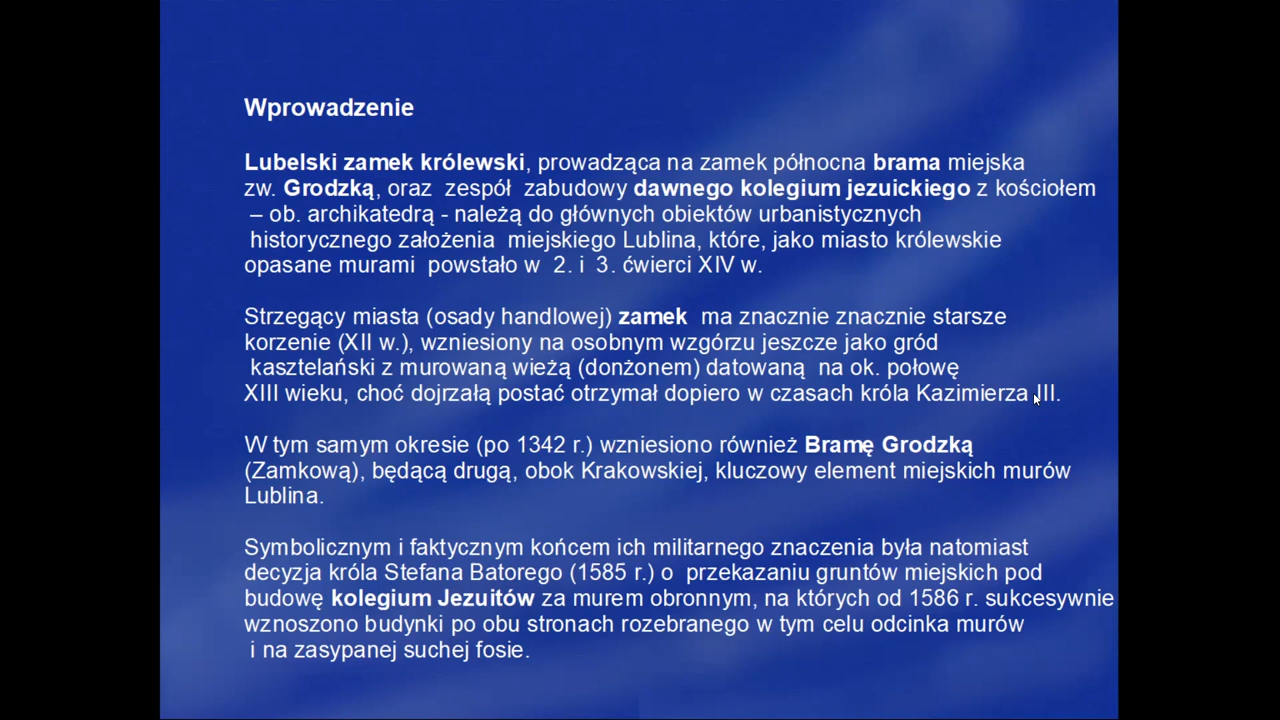 Wprowadzenie
Lubelski zamek królewski, prowadząca na zamek północna brama miejska
zw. Grodzką, oraz zespół zabudowy dawnego kolegium jezuickiego z kościołem
– ob. archikatedrą - należą do głównych obiektów urbanistycznych
historycznego założenia miejskiego Lublina, które, jako miasto królewskie
opasane murami powstało w 2. i 3. ćwierci XIV w.
Strzegący miasta (osady handlowej) zamek ma znacznie znacznie starsze
korzenie (XII w.), wzniesiony na osobnym wzgórzu jeszcze jako gród
kasztelański z murowaną wieżą (donżonem) datowaną na ok. połowę
XIII wieku, choć dojrzałą postać otrzymał dopiero w czasach króla Kazimierza III.
W tym samym okresie (po 1342 r.) wzniesiono również Bramę Grodzką
(Zamkową), będącą drugą, obok Krakowskiej, kluczowy element miejskich murów
Lublina.
Symbolicznym i faktycznym końcem ich militarnego znaczenia była natomiast
decyzja króla Stefana Batorego (1585 r.) o przekazaniu gruntów miejskich pod
budowę kolegium Jezuitów za murem obronnym, na których od 1586 r. sukcesywnie
wznoszono budynki po obu stronach rozebranego w tym celu odcinka murów
i na zasypanej suchej fosie.